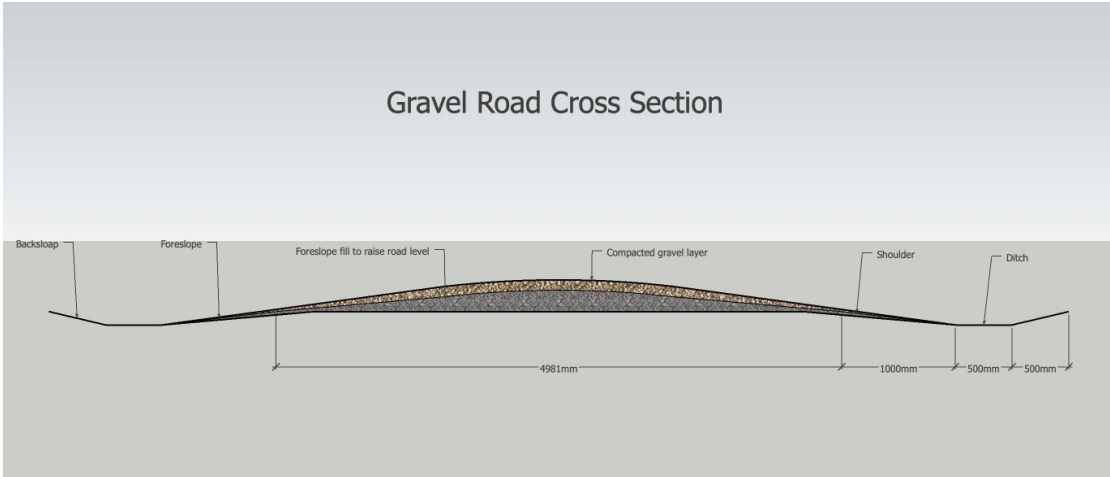 Gravel Road Cross Section
Backsloap
Foreslope
Foreslope fill to raise road level
Compacted gravel layer
Shoulder
Ditch
4981mm
1000mm
500mm
500mm